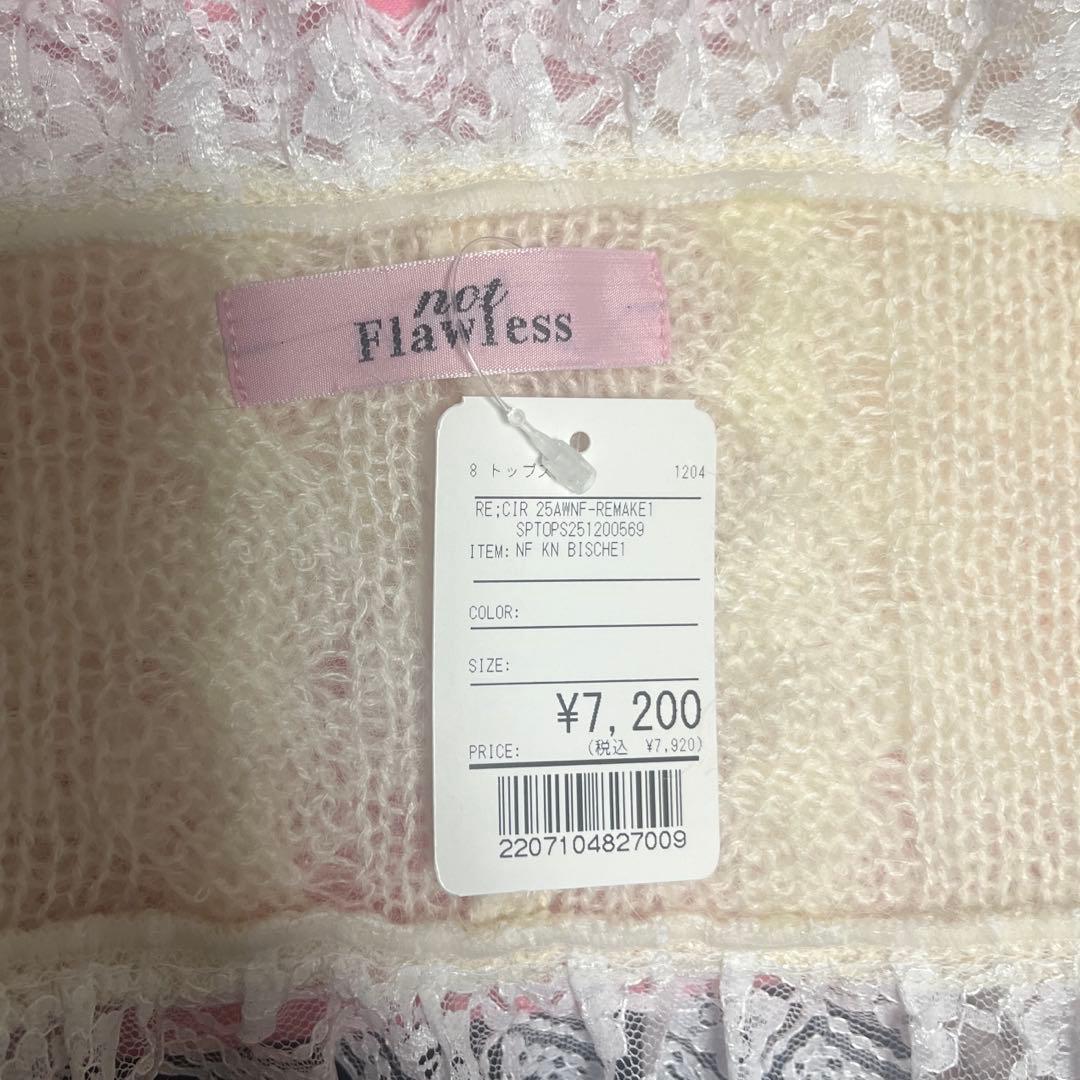 not
Flawless
8 トップス 1204
RE;CIR 25AWNF-REMAKE1
SPTOPS251200569
ITEM: NF KN BISCHE1
COLOR:
SIZE:
¥7,200
PRICE: (税込 ¥7,920)
2207104827009